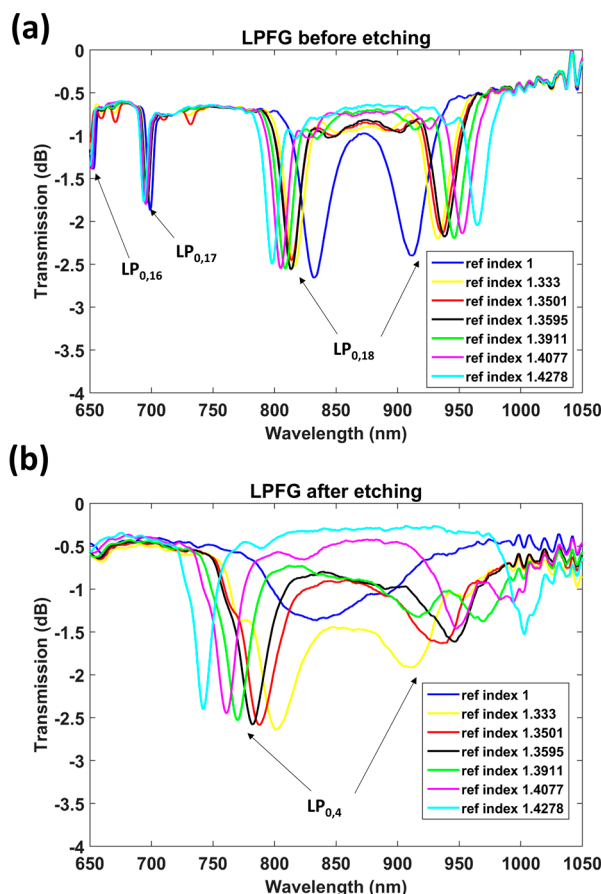 (a)
LPFG before etching
0
-0.5
-1
-1.5
-2
-2.5
-3
-3.5
-4
Transmission (dB)
LP0,16
LP0,17
LP0,18
ref index 1
ref index 1.333
ref index 1.3501
ref index 1.3595
ref index 1.3911
ref index 1.4077
ref index 1.4278
650 700 750 800 850 900 950 1000 1050
Wavelength (nm)
(b)
LPFG after etching
0
-0.5
-1
-1.5
-2
-2.5
-3
-3.5
-4
Transmission (dB)
LP0,4
ref index 1
ref index 1.333
ref index 1.3501
ref index 1.3595
ref index 1.3911
ref index 1.4077
ref index 1.4278
650 700 750 800 850 900 950 1000 1050
Wavelength (nm)